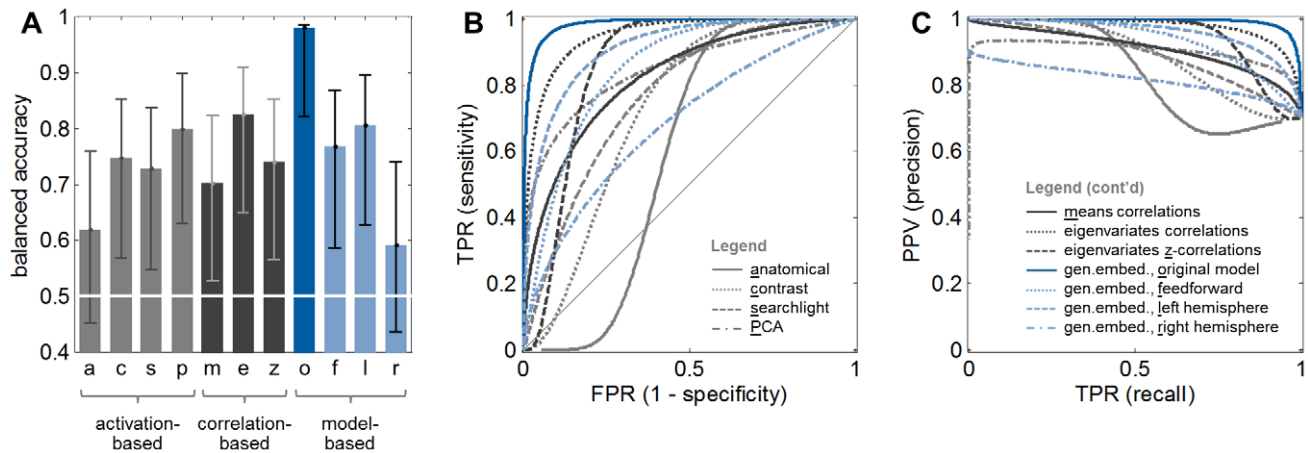 A
balanced accuracy
1
0.9
0.8
0.7
0.6
0.5
0.4
a c s p m e z o f l r
activation-
based
correlation-
based
model-
based
B
TPR (sensitivity)
1
0.8
0.6
0.4
0.2
0
0 0.5 1
FPR (1 - specificity)
Legend
anatomical
contrast
searchlight
PCA
C
PPV (precision)
1
0.8
0.6
0.4
0.2
0
0 0.5 1
TPR (recall)
Legend (cont'd)
means correlations
eigenvariates correlations
eigenvariates z-correlations
gen.embed., original model
gen.embed., feedforward
gen.embed., left hemisphere
gen.embed., right hemisphere